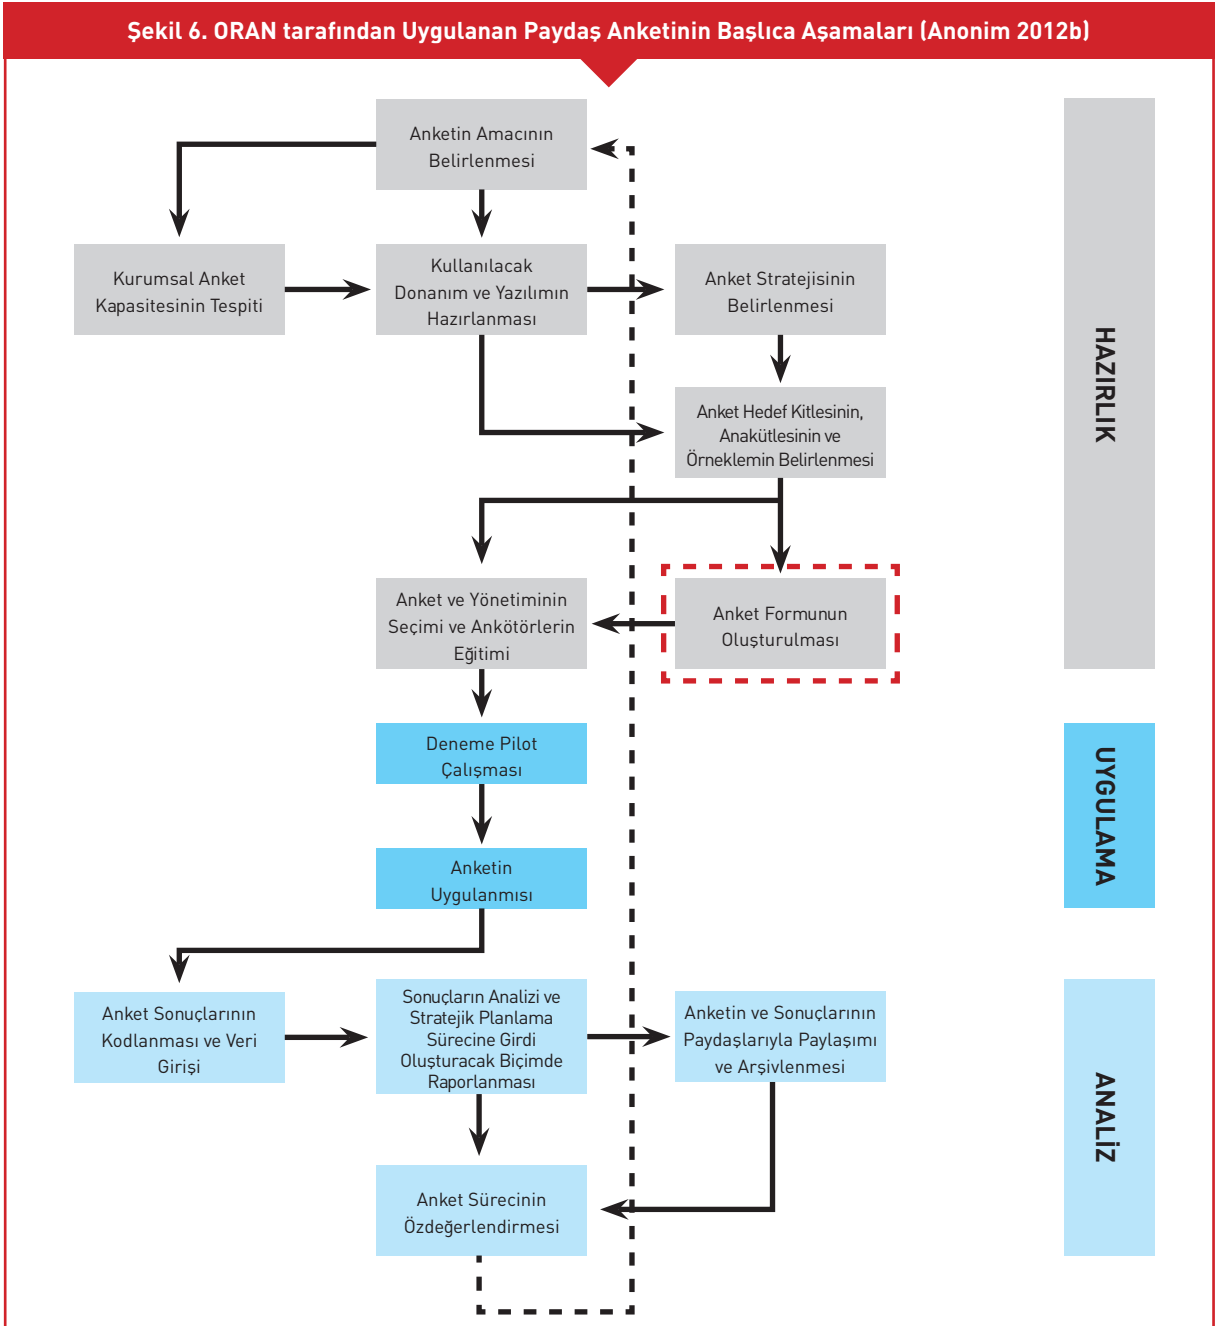 Şekil 6. ORAN tarafından Uygulanan Paydaş Anketinin Başlıca Aşamaları (Anonim 2012b)
Anketin Amacının
Belirlenmesi
Kurumsal Anket
Kapasitesinin Tespiti
Kullanılacak
Donanım ve Yazılımın
Hazırlanması
Anket Stratejisinin
Belirlenmesi
Anket Hedef Kitlesinin,
Anakütlesinin ve
Örneklemin Belirlenmesi
HAZIRLIK
Anket ve Yönetiminin
Seçimi ve Ankötörlerin
Eğitimi
Anket Formunun
Oluşturulması
Deneme Pilot
Çalışması
Anketin
Uygulanmısı
UYGULAMA
Anket Sonuçlarının
Kodlanması ve Veri
Girişi
Sonuçların Analizi ve
Stratejik Planlama
Sürecine Girdi
Oluşturacak Biçimde
Raporlanması
Anketin ve Sonuçlarının
Paydaşlarıyla Paylaşımı
ve Arşivlenmesi
Anket Sürecinin
Özdeğerlendirmesi
ANALİZ